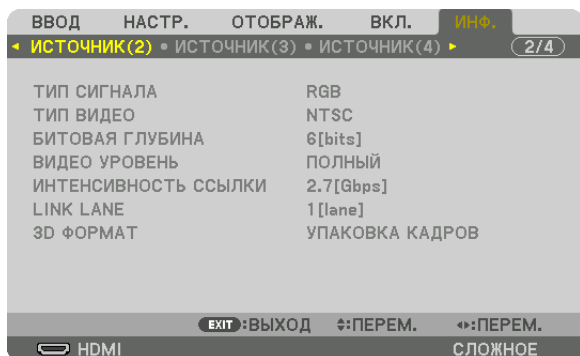 ВВОД НАСТР. ОТОБРАЖ. ВКЛ. ИНФ.
◂ ИСТОЧНИК(2) • ИСТОЧНИК(3) • ИСТОЧНИК(4) ▸ 2/4
ТИП СИГНАЛА RGB
ТИП ВИДЕО NTSC
БИТОВАЯ ГЛУБИНА 6[bits]
ВИДЕО УРОВЕНЬ ПОЛНЫЙ
ИНТЕНСИВНОСТЬ ССЫЛКИ 2.7[Gbps]
LINK LANE 1[lane]
3D ФОРМАТ УПАКОВКА КАДРОВ
EXIT :ВЫХОД :ПЕРЕМ. :ПЕРЕМ.
HDMI СЛОЖНОЕ